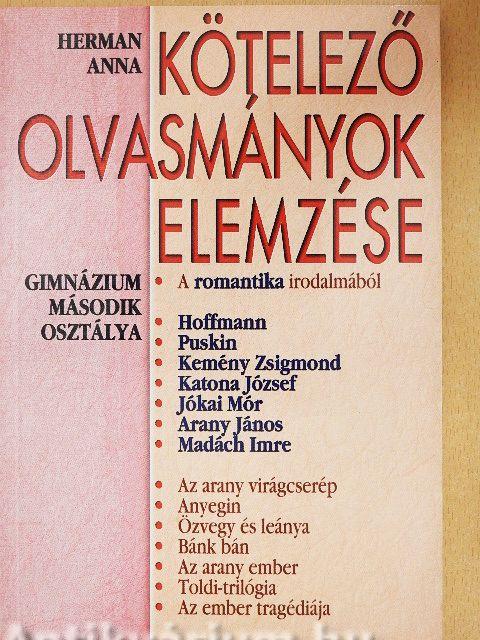 HERMAN
ANNA
KÖTELEZŐ
OLVASMÁNYOK
ELEMZÉSE
GIMNÁZIUM
MÁSODIK
OSZTÁLYA
• A romantika irodalmából
• Hoffmann
• Puskin
• Kemény Zsigmond
• Katona József
• Jókai Mór
• Arany János
• Madách Imre
• Az arany virágcserép
• Anyegin
• Özvegy és leánya
• Bánk bán
• Az arany ember
• Toldi-trilógia
• Az ember tragédiája